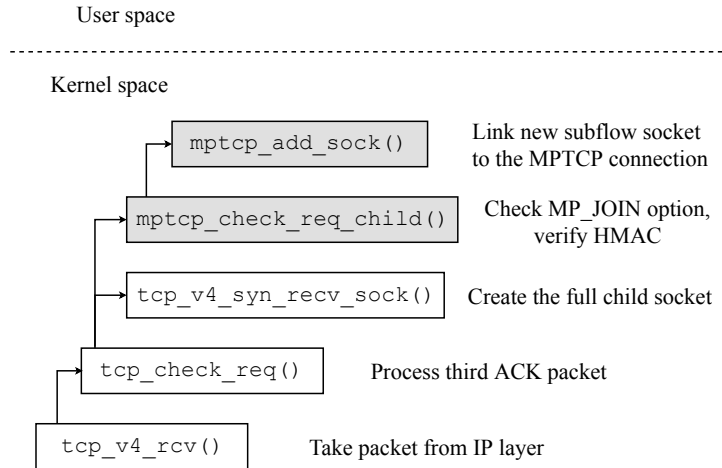 User space
Kernel space
mptcp_add_sock()
Link new subflow socket
to the MPTCP connection
mptcp_check_req_child()
Check MP_JOIN option,
verify HMAC
tcp_v4_syn_recv_sock()
Create the full child socket
tcp_check_req()
Process third ACK packet
tcp_v4_rcv()
Take packet from IP layer